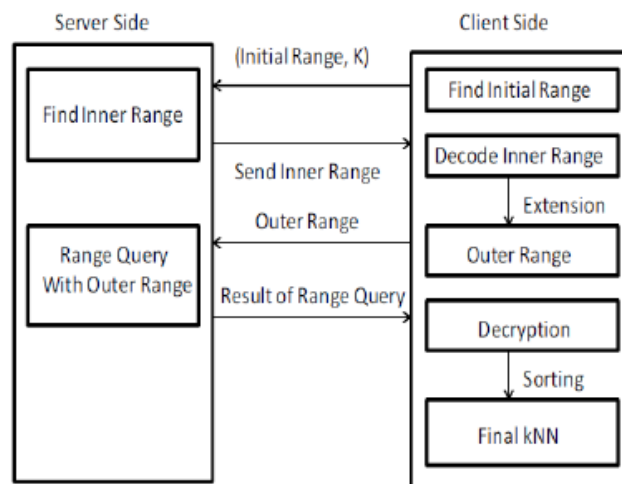 Server Side
Client Side
(Initial Range, K)
Find Inner Range
Find Initial Range
Send Inner Range
Decode Inner Range
Extension
Outer Range
Range Query
With Outer Range
Outer Range
Result of Range Query
Decryption
Sorting
Final kNN